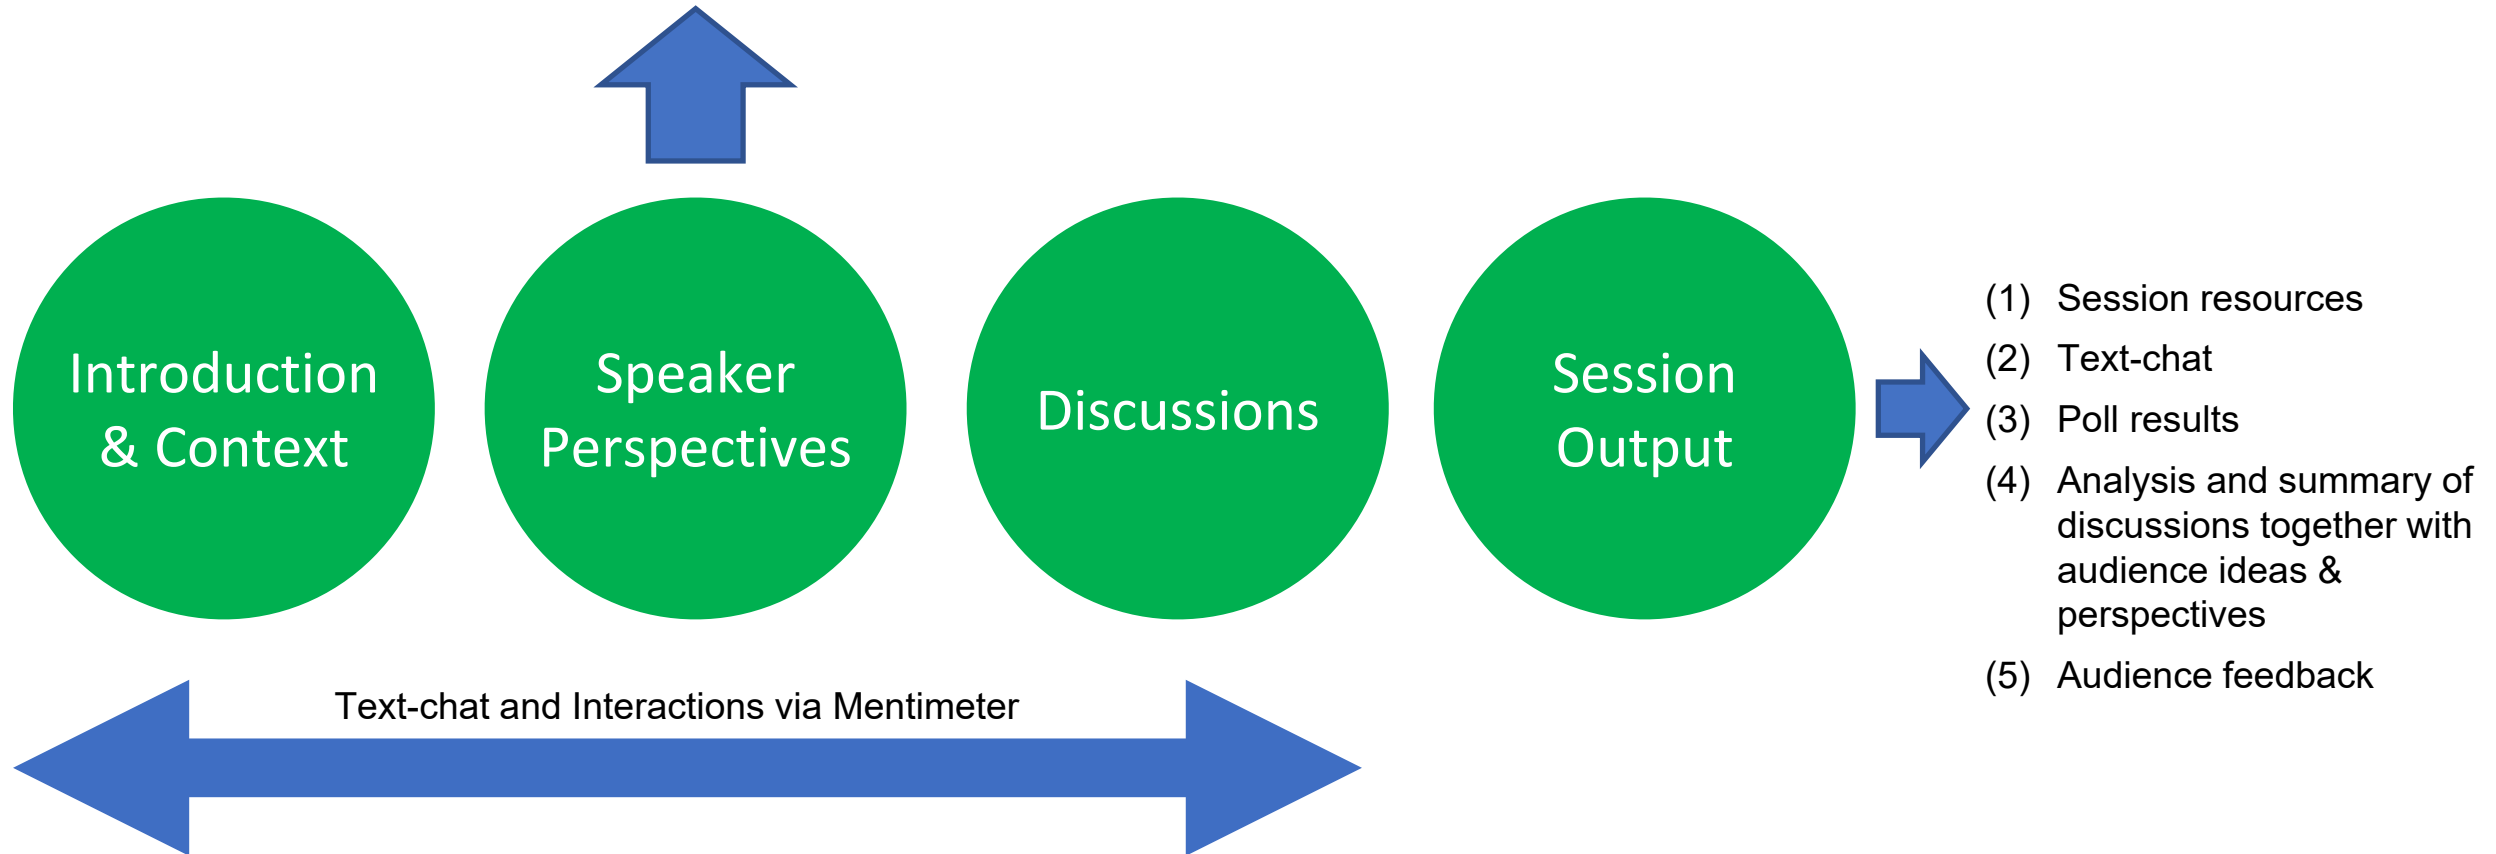 Introduction
& Context
Speaker
Perspectives
Discussions
Session
Output
(1) Session resources
(2) Text-chat
(3) Poll results
(4) Analysis and summary of
discussions together with
audience ideas &
perspectives
(5) Audience feedback
Text-chat and Interactions via Mentimeter